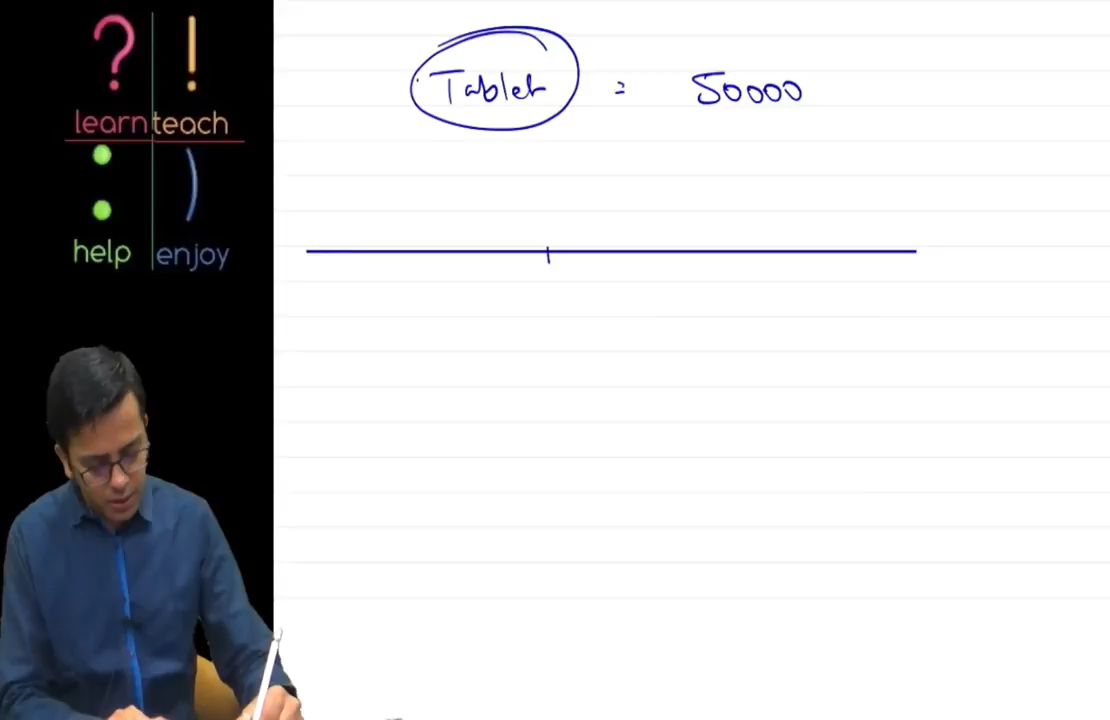 ? !
learn teach
: )
help enjoy
Tablet = 50000